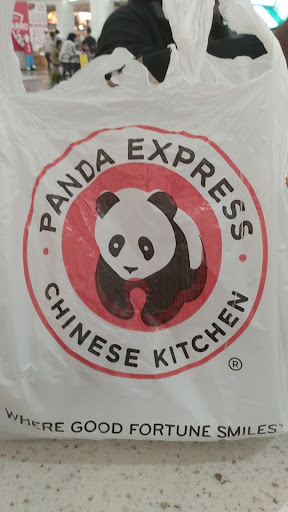 · PANDA EXPRESS ·
CHINESE KITCHEN
®
WHERE GOOD FORTUNE SMILES